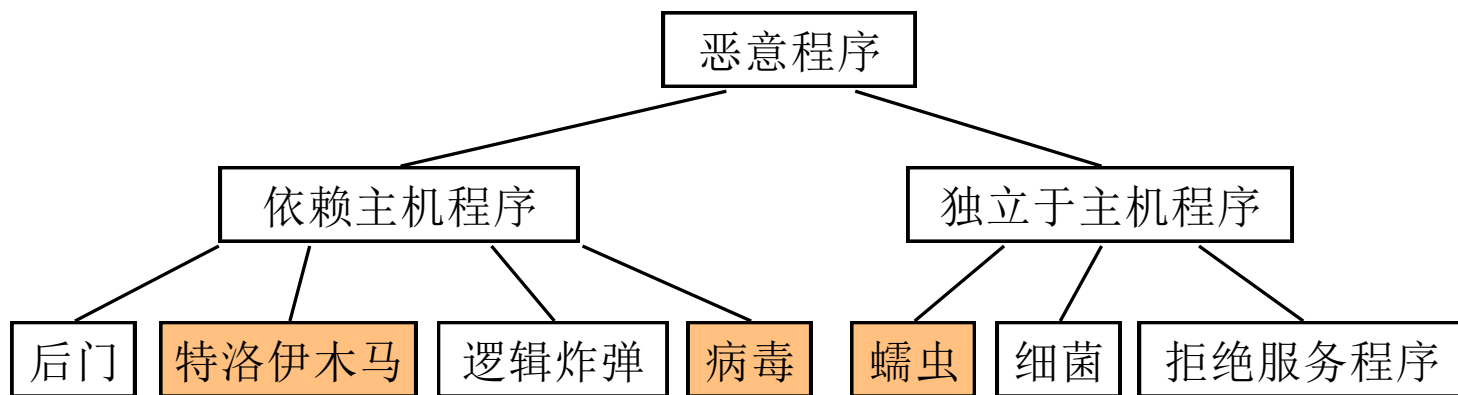 恶意程序
依赖主机程序
独立于主机程序
后门
特洛伊木马
逻辑炸弹
病毒
蠕虫
细菌
拒绝服务程序